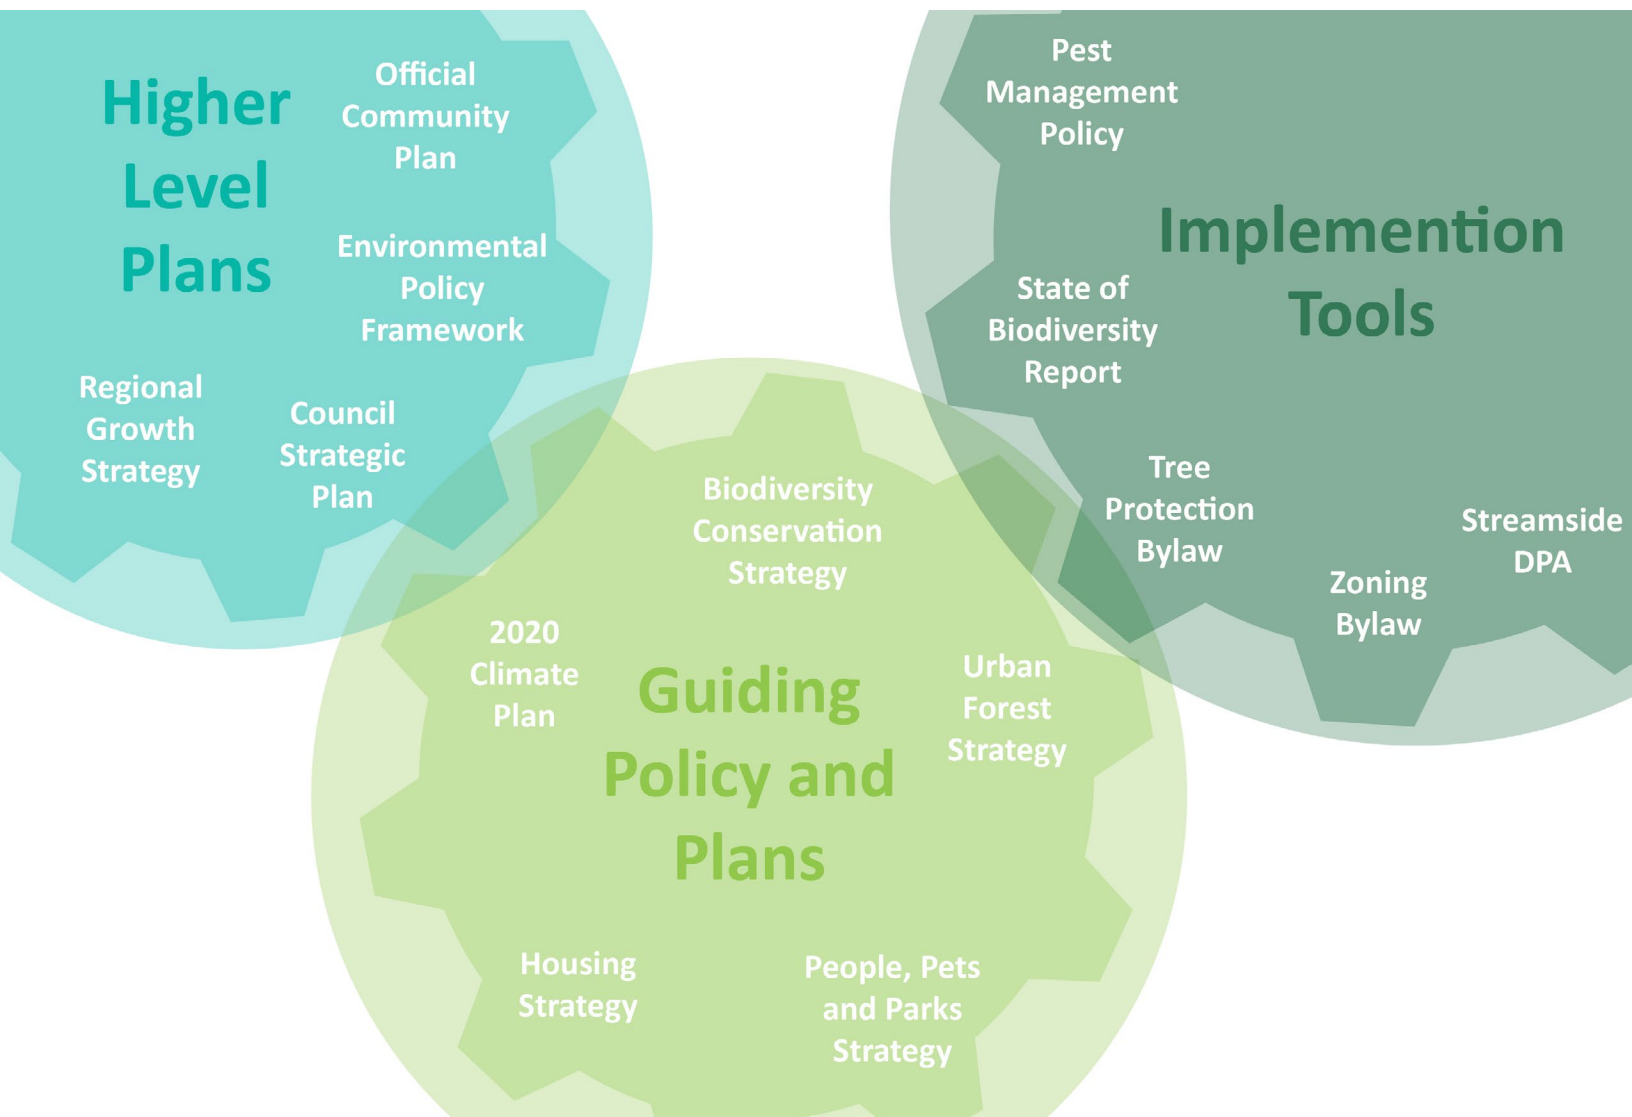 Higher
Level
Plans
Official
Community
Plan
Environmental
Policy
Framework
Regional
Growth
Strategy
Council
Strategic
Plan
Pest
Management
Policy
Implemention
Tools
State of
Biodiversity
Report
Tree
Protection
Bylaw
Zoning
Bylaw
Streamside
DPA
Biodiversity
Conservation
Strategy
2020
Climate
Plan
Guiding
Policy and
Plans
Urban
Forest
Strategy
Housing
Strategy
People, Pets
and Parks
Strategy